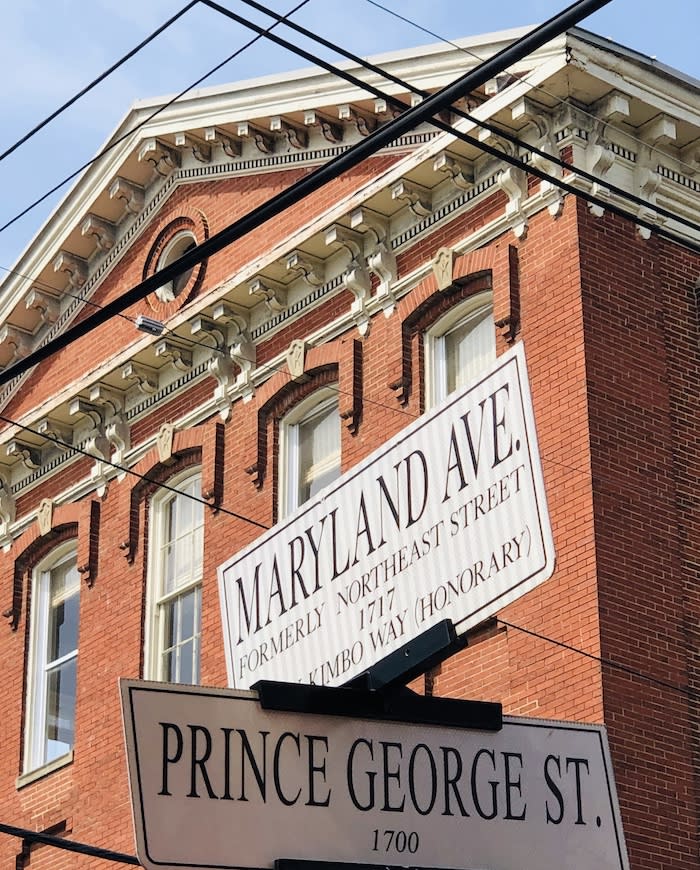 MARYLAND AVE.
FORMERLY NORTHEAST STREET
1717
KIMBO WAY (HONORARY)
PRINCE GEORGE ST.
1700